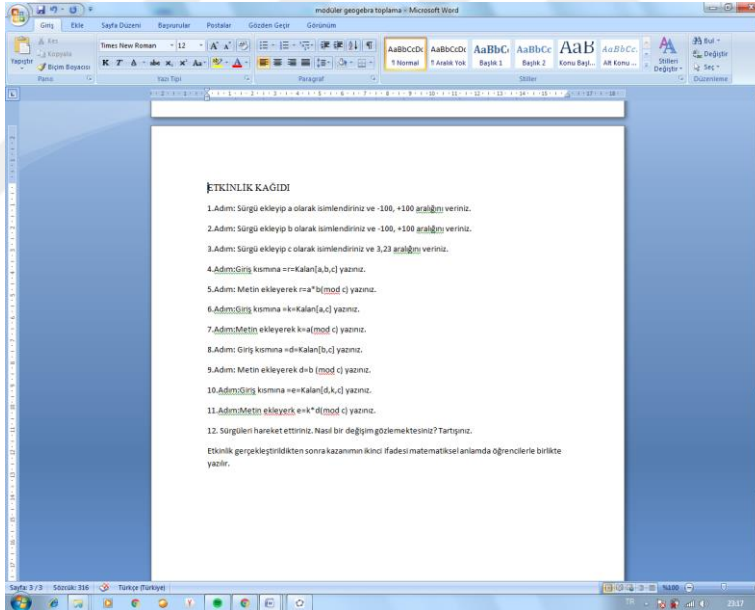 modüler geogebra toplama - Microsoft Word
Giriş Ekle Sayfa Düzeni Başvurular Postalar Gözden Geçir Görünüm
Yapıştır
Kes
Kopyala
Biçim Boyacısı
Pano
Times New Roman 12
K T A abc x, x² Aa
Yazı Tipi
Paragraf
AaBbCcDc AaBbCcDc AaBbC AaBbCc AaB AaBbCc.
¶ Normal ¶ Aralık Yok Başlık 1 Başlık 2 Konu Başl... Alt Konu ...
Stilleri Değiştir
Stiller
Bul
Değiştir
Seç
Düzenleme
ETKİNLİK KAĞIDI
1.Adım: Sürgü ekleyip a olarak isimlendiriniz ve -100, +100 aralığını veriniz.
2.Adım: Sürgü ekleyip b olarak isimlendiriniz ve -100, +100 aralığını veriniz.
3.Adım: Sürgü ekleyip c olarak isimlendiriniz ve 3,23 aralığını veriniz.
4.Adım:Giriş kısmına =r=Kalan[a,b,c] yazınız.
5.Adım: Metin ekleyerek r=a*b(mod c) yazınız.
6.Adım:Giriş kısmına =k=Kalan[a,c] yazınız.
7.Adım:Metin ekleyerek k=a(mod c) yazınız.
8.Adım: Giriş kısmına =d=Kalan[b,c] yazınız.
9.Adım: Metin ekleyerek d=b (mod c) yazınız.
10.Adım:Giriş kısmına =e=Kalan[d,k,c] yazınız.
11.Adım:Metin ekleyerk e=k*d(mod c) yazınız.
12. Sürgüleri hareket ettiriniz. Nasıl bir değişim gözlemektesiniz? Tartışınız.
Etkinlik gerçekleştirildikten sonra kazanımın ikinci ifadesi matematiksel anlamda öğrencilerle birlikte
yazılır.
Sayfa: 3 / 3 Sözcük: 316 Türkçe (Türkiye) %100
TR 23:17